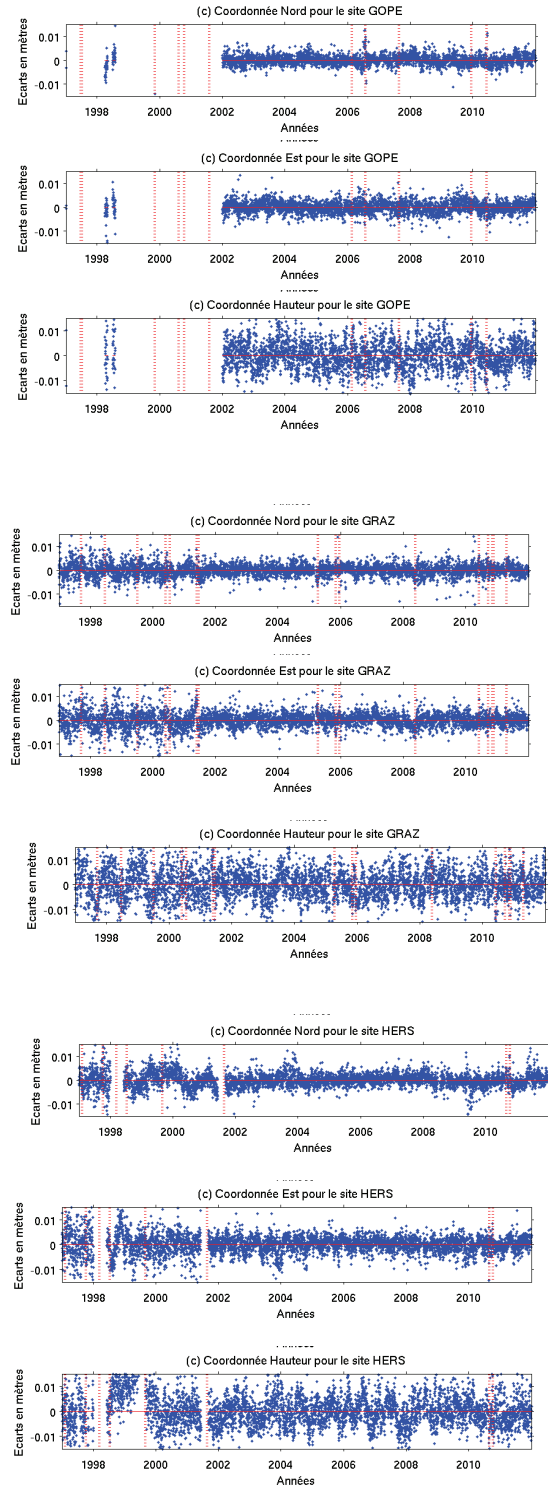 (c) Coordonnée Nord pour le site GOPE
Ecarts en mètres
0.01
0
-0.01
1998 2000 2002 2004 2006 2008 2010
Années
(c) Coordonnée Est pour le site GOPE
Ecarts en mètres
0.01
0
-0.01
1998 2000 2002 2004 2006 2008 2010
Années
(c) Coordonnée Hauteur pour le site GOPE
Ecarts en mètres
0.01
0
-0.01
1998 2000 2002 2004 2006 2008 2010
Années
(c) Coordonnée Nord pour le site GRAZ
Ecarts en mètres
0.01
0
-0.01
1998 2000 2002 2004 2006 2008 2010
Années
(c) Coordonnée Est pour le site GRAZ
Ecarts en mètres
0.01
0
-0.01
1998 2000 2002 2004 2006 2008 2010
Années
(c) Coordonnée Hauteur pour le site GRAZ
Ecarts en mètres
0.01
0
-0.01
1998 2000 2002 2004 2006 2008 2010
Années
(c) Coordonnée Nord pour le site HERS
Ecarts en mètres
0.01
0
-0.01
1998 2000 2002 2004 2006 2008 2010
Années
(c) Coordonnée Est pour le site HERS
Ecarts en mètres
0.01
0
-0.01
1998 2000 2002 2004 2006 2008 2010
Années
(c) Coordonnée Hauteur pour le site HERS
Ecarts en mètres
0.01
0
-0.01
1998 2000 2002 2004 2006 2008 2010
Années